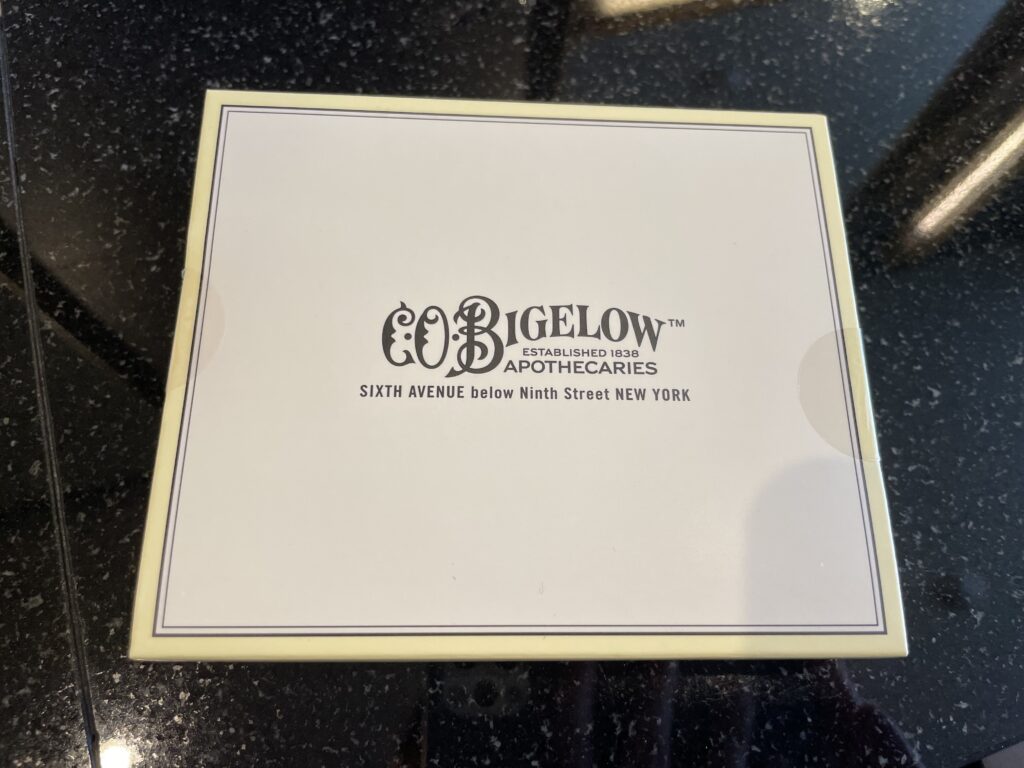 C·O·BIGELOW™
ESTABLISHED 1838
APOTHECARIES
SIXTH AVENUE below Ninth Street NEW YORK